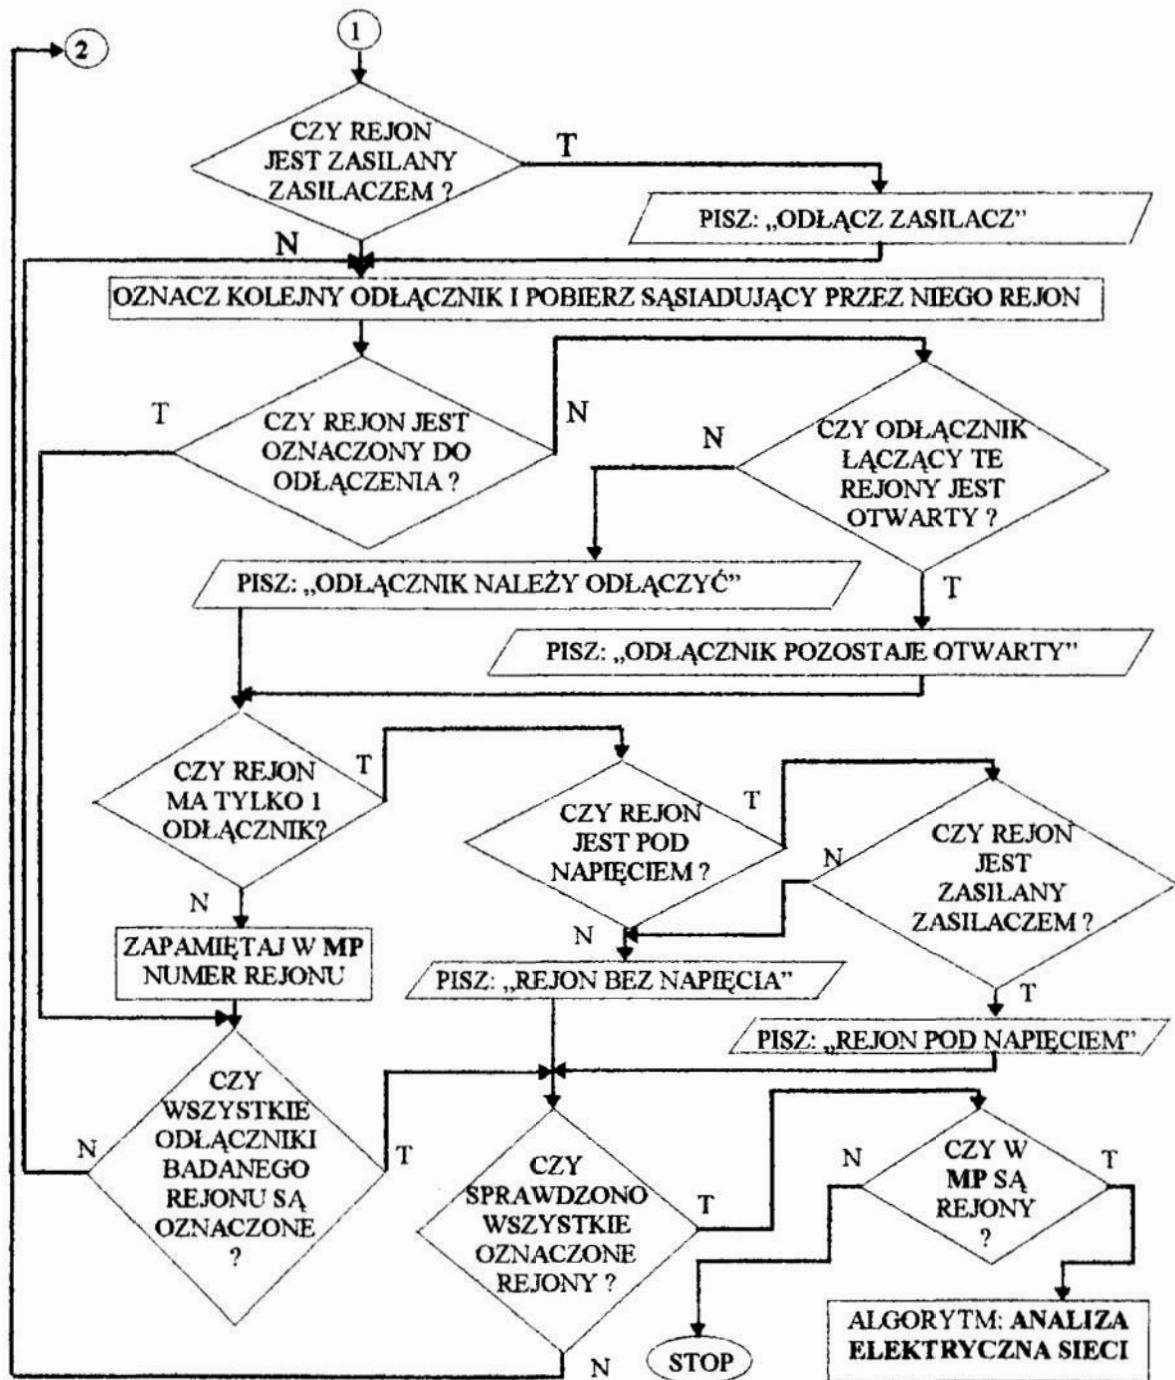 2
1
CZY REJON
JEST ZASILANY
ZASILACZEM ?
T
PISZ: „ODŁĄCZ ZASILACZ”
N
OZNACZ KOLEJNY ODŁĄCZNIK I POBIERZ SĄSIADUJĄCY PRZEZ NIEGO REJON
T
CZY REJON JEST
OZNACZONY DO
ODŁĄCZENIA ?
N
N
CZY ODŁĄCZNIK
ŁĄCZĄCY TE
REJONY JEST
OTWARTY ?
PISZ: „ODŁĄCZNIK NALEŻY ODŁĄCZYĆ”
T
PISZ: „ODŁĄCZNIK POZOSTAJE OTWARTY”
CZY REJON
MA TYLKO 1
ODŁĄCZNIK?
T
CZY REJON
JEST POD
NAPIĘCIEM ?
T
N
CZY REJON
JEST
ZASILANY
ZASILACZEM ?
N
N
ZAPAMIĘTAJ W MP
NUMER REJONU
PISZ: „REJON BEZ NAPIĘCIA”
T
PISZ: „REJON POD NAPIĘCIEM”
CZY
WSZYSTKIE
ODŁĄCZNIKI
BADANEGO
REJONU SĄ
OZNACZONE
?
N
T
CZY
SPRAWDZONO
WSZYSTKIE
OZNACZONE
REJONY ?
T
N
CZY W
MP SĄ
REJONY
?
T
N
STOP
ALGORYTM: ANALIZA
ELEKTRYCZNA SIECI